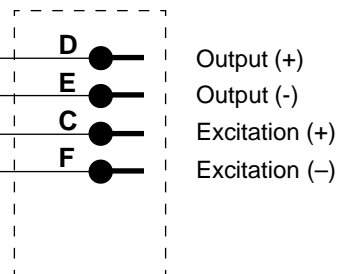 D Output (+)
E Output (-)
C Excitation (+)
F Excitation (–)